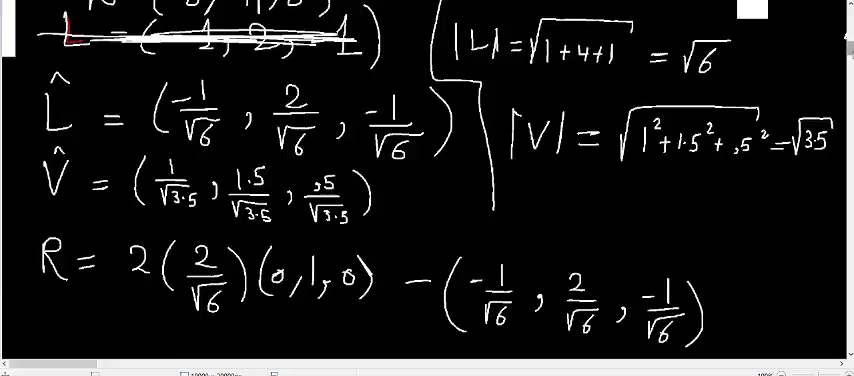 L = (-1, 2, -1)
|L| = √1+4+1 = √6
L̂ = (-1/√6, 2/√6, -1/√6)
|V| = √1²+1.5²+.5² = √3.5
V̂ = (1/√3.5, 1.5/√3.5, .5/√3.5)
R = 2(2/√6)(0,1,0) - (-1/√6, 2/√6, -1/√6)